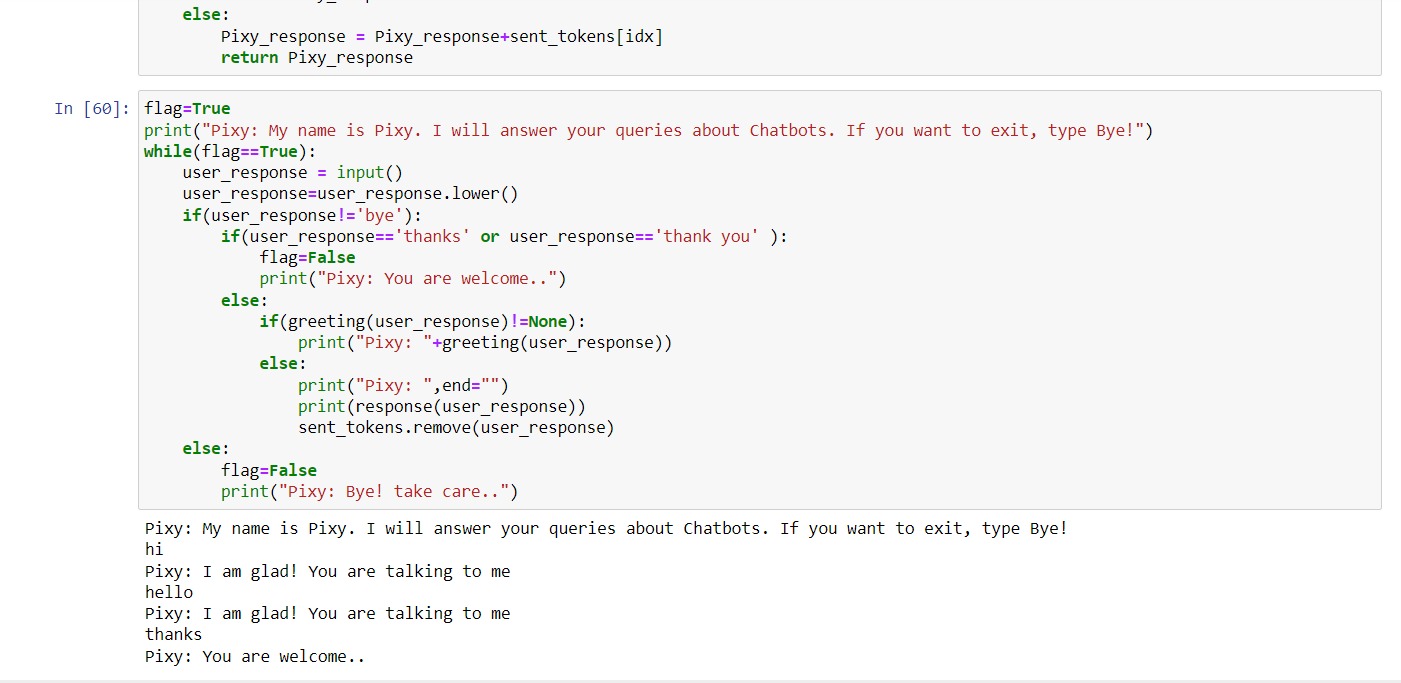 else:
Pixy_response = Pixy_response+sent_tokens[idx]
return Pixy_response
In [60]:
flag=True
print("Pixy: My name is Pixy. I will answer your queries about Chatbots. If you want to exit, type Bye!")
while(flag==True):
user_response = input()
user_response=user_response.lower()
if(user_response!='bye'):
if(user_response=='thanks' or user_response=='thank you' ):
flag=False
print("Pixy: You are welcome..")
else:
if(greeting(user_response)!=None):
print("Pixy: "+greeting(user_response))
else:
print("Pixy: ",end="")
print(response(user_response))
sent_tokens.remove(user_response)
else:
flag=False
print("Pixy: Bye! take care..")
Pixy: My name is Pixy. I will answer your queries about Chatbots. If you want to exit, type Bye!
hi
Pixy: I am glad! You are talking to me
hello
Pixy: I am glad! You are talking to me
thanks
Pixy: You are welcome..